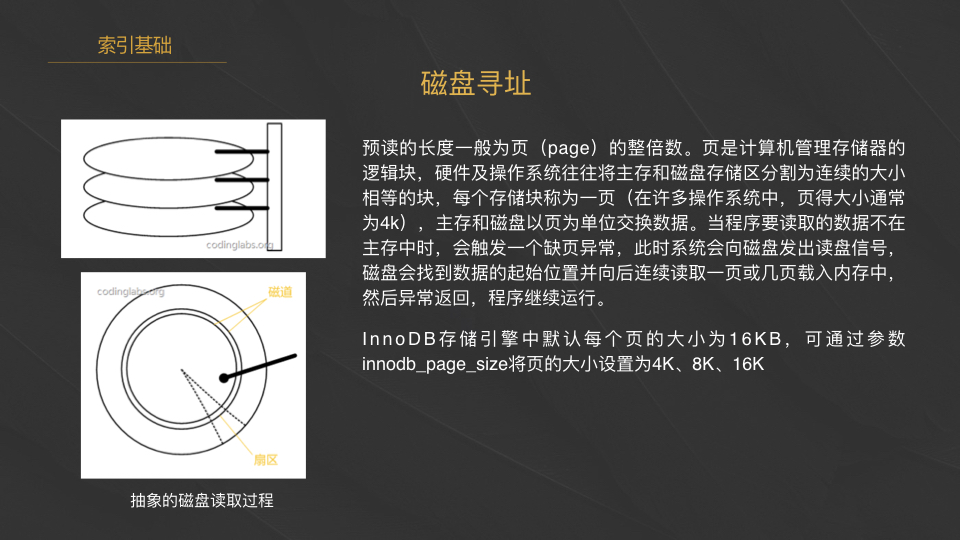 索引基础
磁盘寻址
codinglabs.org
codinglabs.org
磁道
扇区
抽象的磁盘读取过程
预读的长度一般为页（page）的整倍数。页是计算机管理存储器的
逻辑块，硬件及操作系统往往将主存和磁盘存储区分割为连续的大小
相等的块，每个存储块称为一页（在许多操作系统中，页得大小通常
为4k），主存和磁盘以页为单位交换数据。当程序要读取的数据不在
主存中时，会触发一个缺页异常，此时系统会向磁盘发出读盘信号，
磁盘会找到数据的起始位置并向后连续读取一页或几页载入内存中，
然后异常返回，程序继续运行。
InnoDB存储引擎中默认每个页的大小为16KB，可通过参数
innodb_page_size将页的大小设置为4K、8K、16K